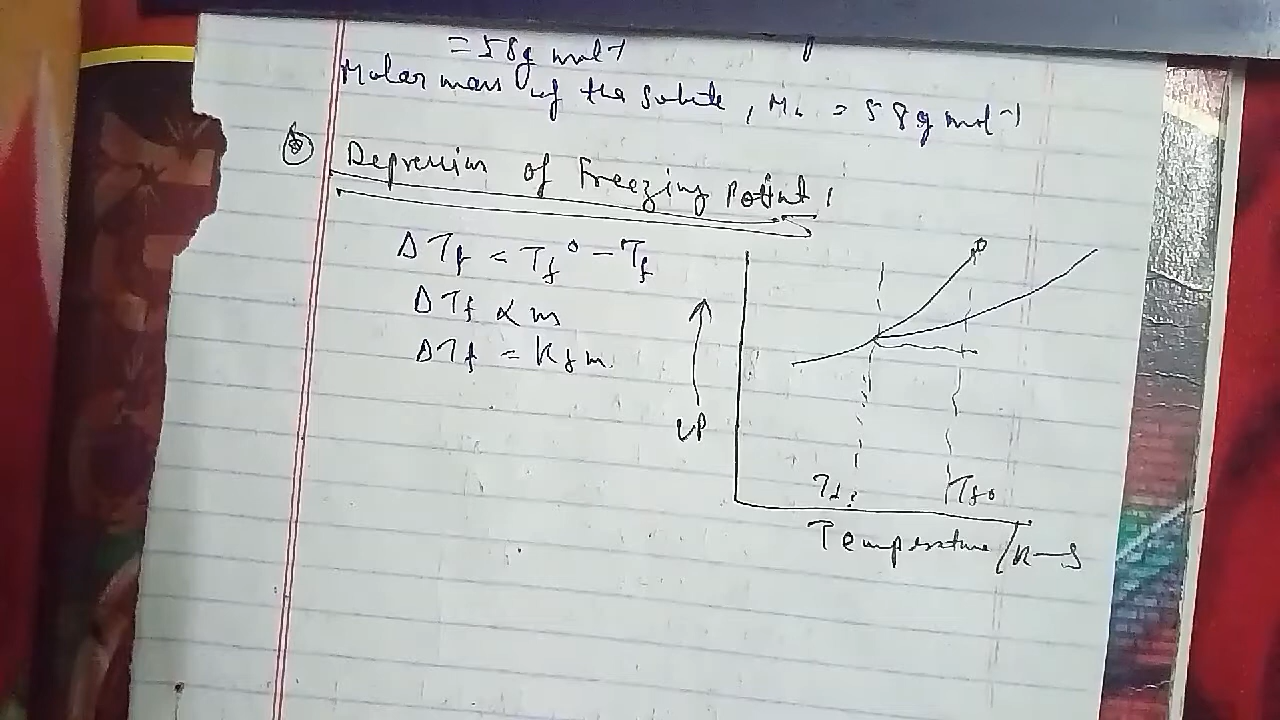 = 58g mol-1
Molar mass of the solute, M2 = 58g mol-1
Depression of Freezing Point :
ΔTf = Tf° - Tf
ΔTf ∝ m
ΔTf = Kf m
VP
Tf
Tf°
Temperature/K →